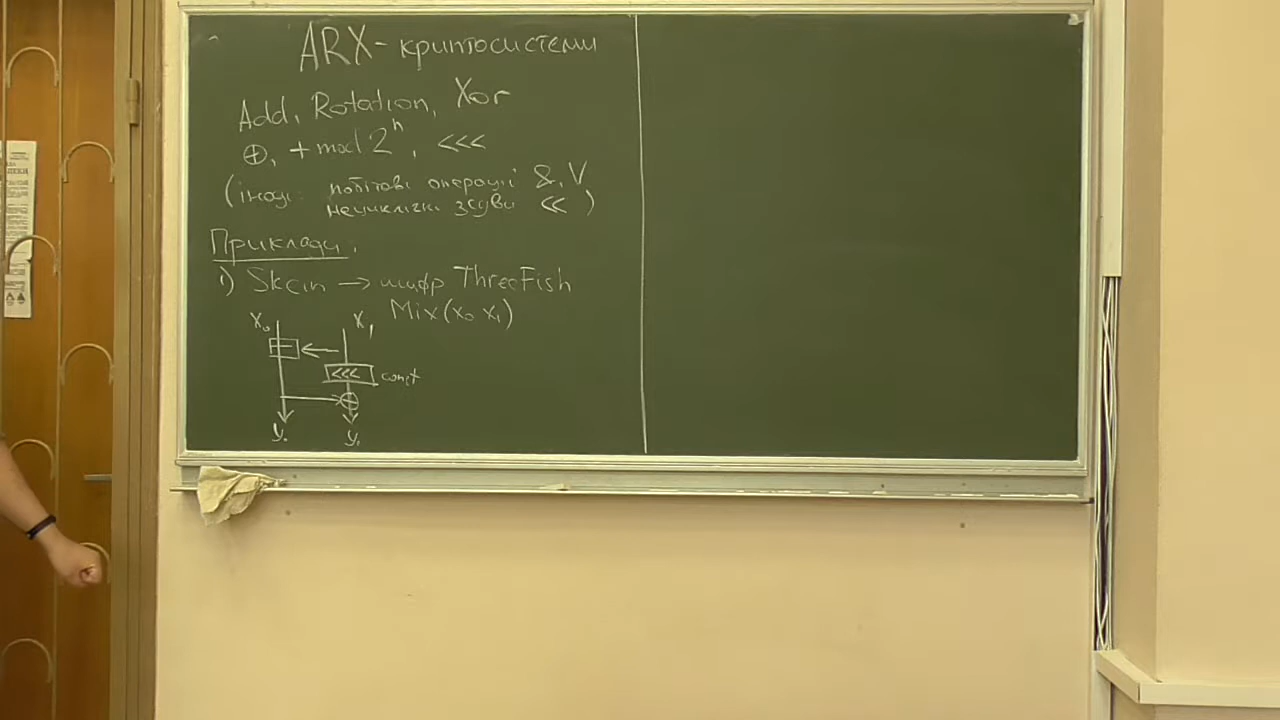 ARX-криптосистеми
Add, Rotation, Xor
⊕, + mod 2ⁿ, <<<
(іноді: побітові операції &, V
нециклічні зсуви << )
Приклади:
1) Skein → шифр ThreeFish
Mix(x₀ x₁)
X₀ X₁
<<< const
y₀ y₁